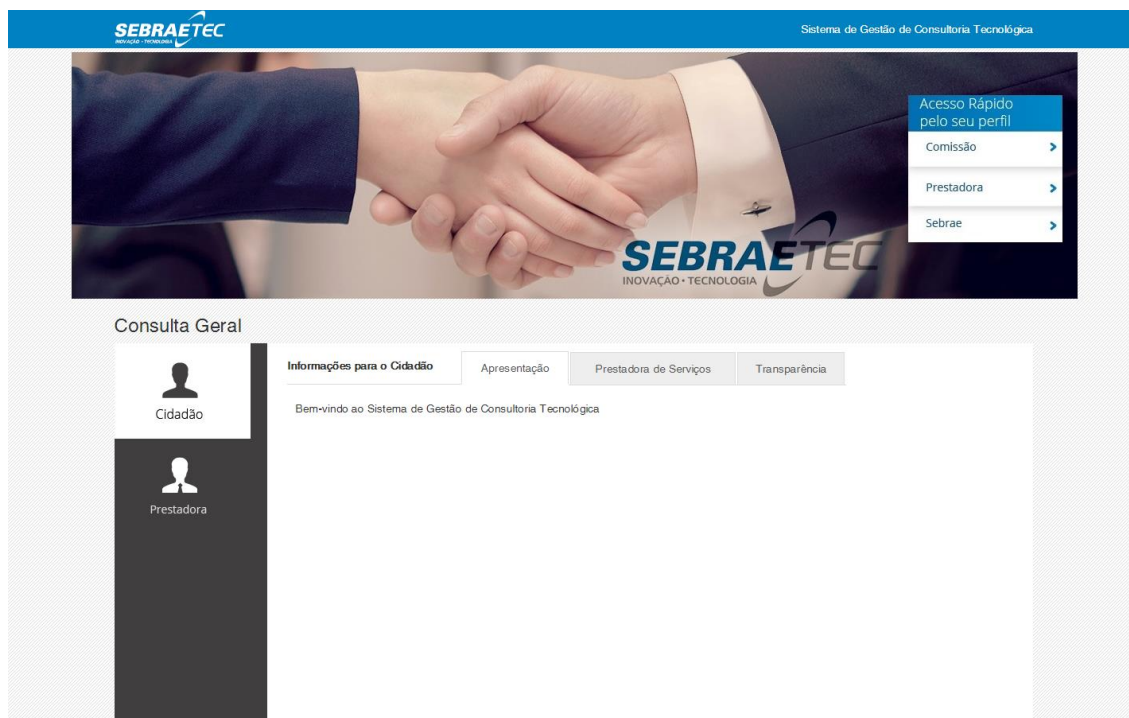 SEBRAETEC
INOVAÇÃO - TECNOLOGIA
Sistema de Gestão de Consultoria Tecnológica
Acesso Rápido
pelo seu perfil
Comissão
Prestadora
Sebrae
SEBRAETEC
INOVAÇÃO • TECNOLOGIA
Consulta Geral
Cidadão
Prestadora
Informações para o Cidadão
Apresentação
Prestadora de Serviços
Transparência
Bem-vindo ao Sistema de Gestão de Consultoria Tecnológica